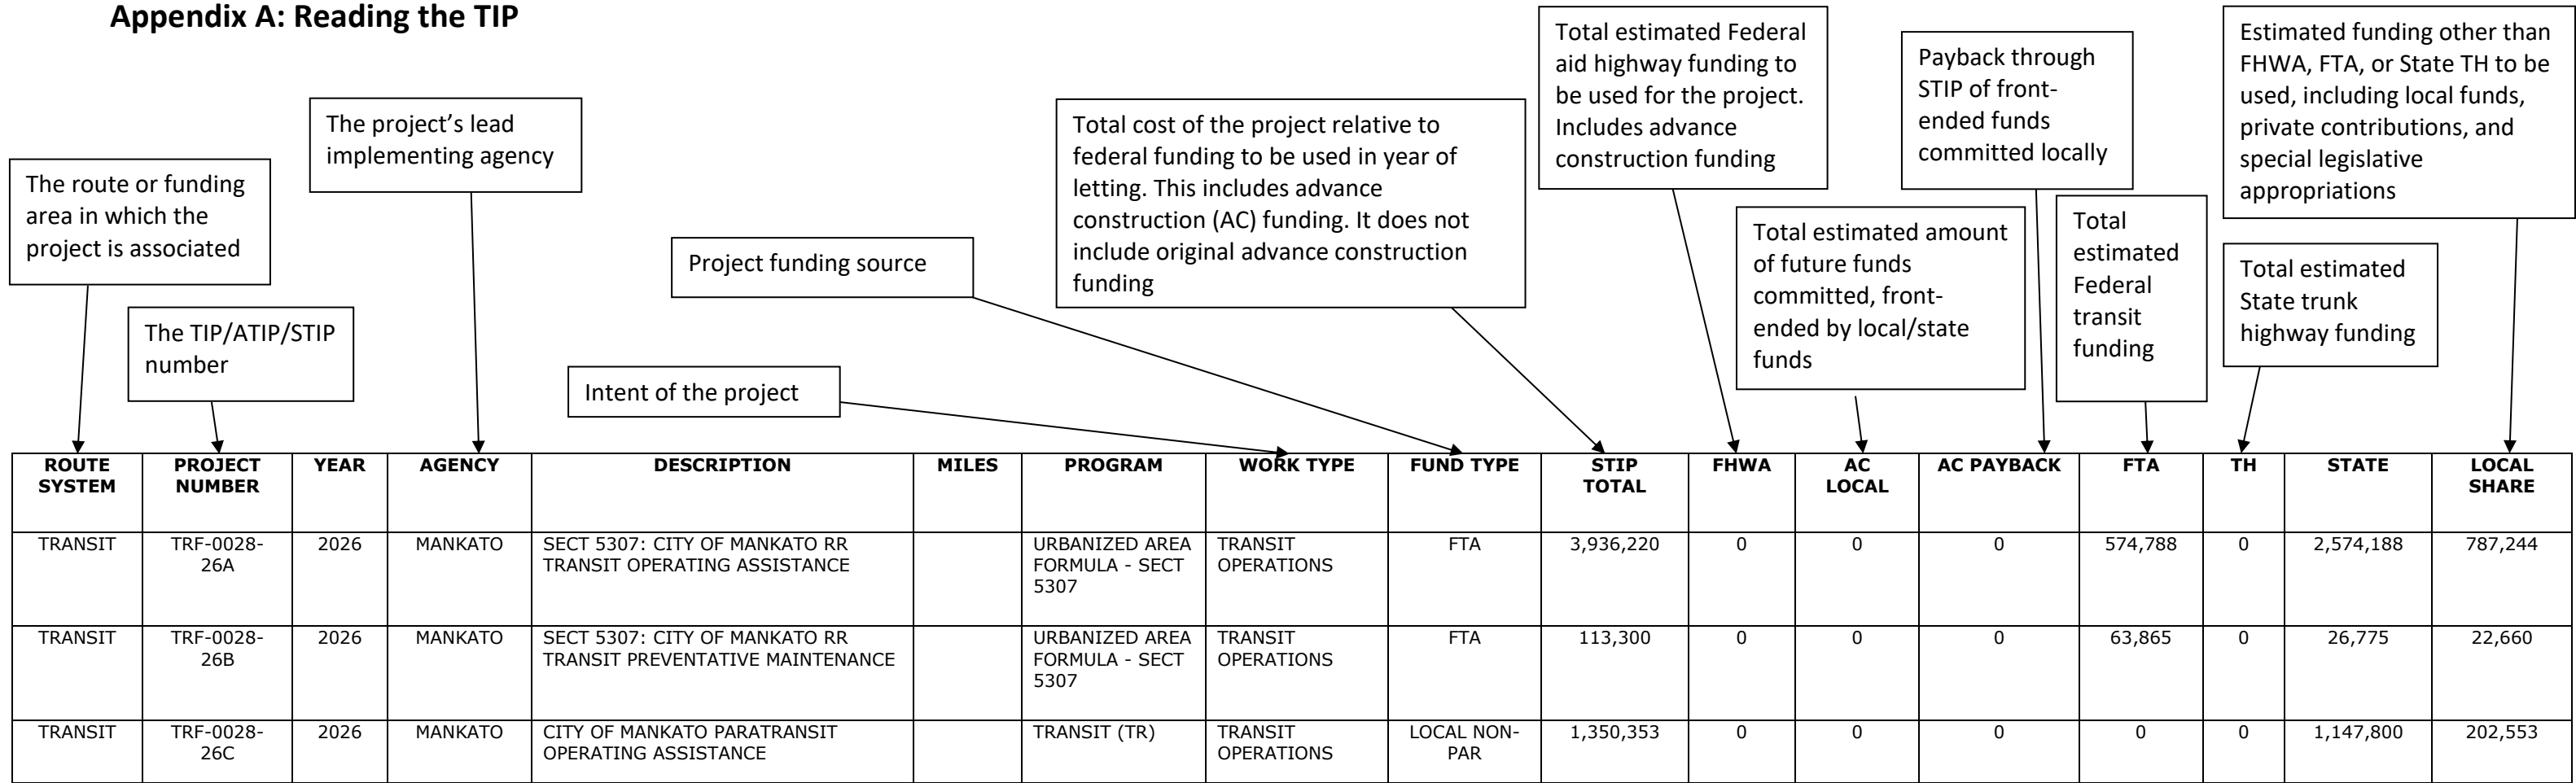 Appendix A: Reading the TIP
The route or funding
area in which the
project is associated
The TIP/ATIP/STIP
number
The project’s lead
implementing agency
Intent of the project
Project funding source
Total cost of the project relative to
federal funding to be used in year of
letting. This includes advance
construction (AC) funding. It does not
include original advance construction
funding
Total estimated Federal
aid highway funding to
be used for the project.
Includes advance
construction funding
Total estimated amount
of future funds
committed, front-
ended by local/state
funds
Payback through
STIP of front-
ended funds
committed locally
Total
estimated
Federal
transit
funding
Total estimated
State trunk
highway funding
Estimated funding other than
FHWA, FTA, or State TH to be
used, including local funds,
private contributions, and
special legislative
appropriations
ROUTE PROJECT YEAR AGENCY DESCRIPTION MILES PROGRAM WORK TYPE FUND TYPE STIP FHWA AC AC PAYBACK FTA TH STATE LOCAL
SYSTEM NUMBER TOTAL LOCAL SHARE
TRANSIT TRF-0028- 2026 MANKATO SECT 5307: CITY OF MANKATO RR URBANIZED AREA TRANSIT FTA 3,936,220 0 0 0 574,788 0 2,574,188 787,244
26A TRANSIT OPERATING ASSISTANCE FORMULA - SECT OPERATIONS
5307
TRANSIT TRF-0028- 2026 MANKATO SECT 5307: CITY OF MANKATO RR URBANIZED AREA TRANSIT FTA 113,300 0 0 0 63,865 0 26,775 22,660
26B TRANSIT PREVENTATIVE MAINTENANCE FORMULA - SECT OPERATIONS
5307
TRANSIT TRF-0028- 2026 MANKATO CITY OF MANKATO PARATRANSIT TRANSIT (TR) TRANSIT LOCAL NON- 1,350,353 0 0 0 0 0 1,147,800 202,553
26C OPERATING ASSISTANCE OPERATIONS PAR